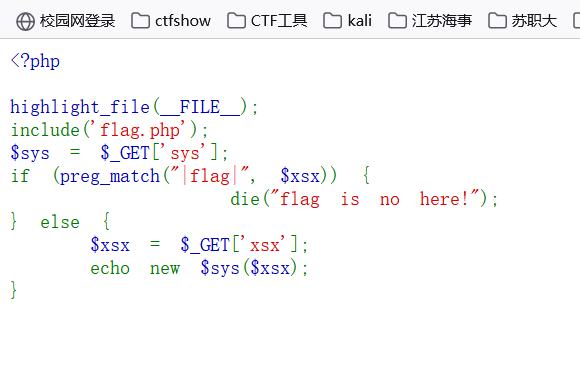 校园网登录 ctfshow CTF工具 kali 江苏海事 苏职大
<?php
highlight_file(__FILE__);
include('flag.php');
$sys = $_GET['sys'];
if (preg_match("|flag|", $xsx)) {
die("flag is no here!");
} else {
$xsx = $_GET['xsx'];
echo new $sys($xsx);
}